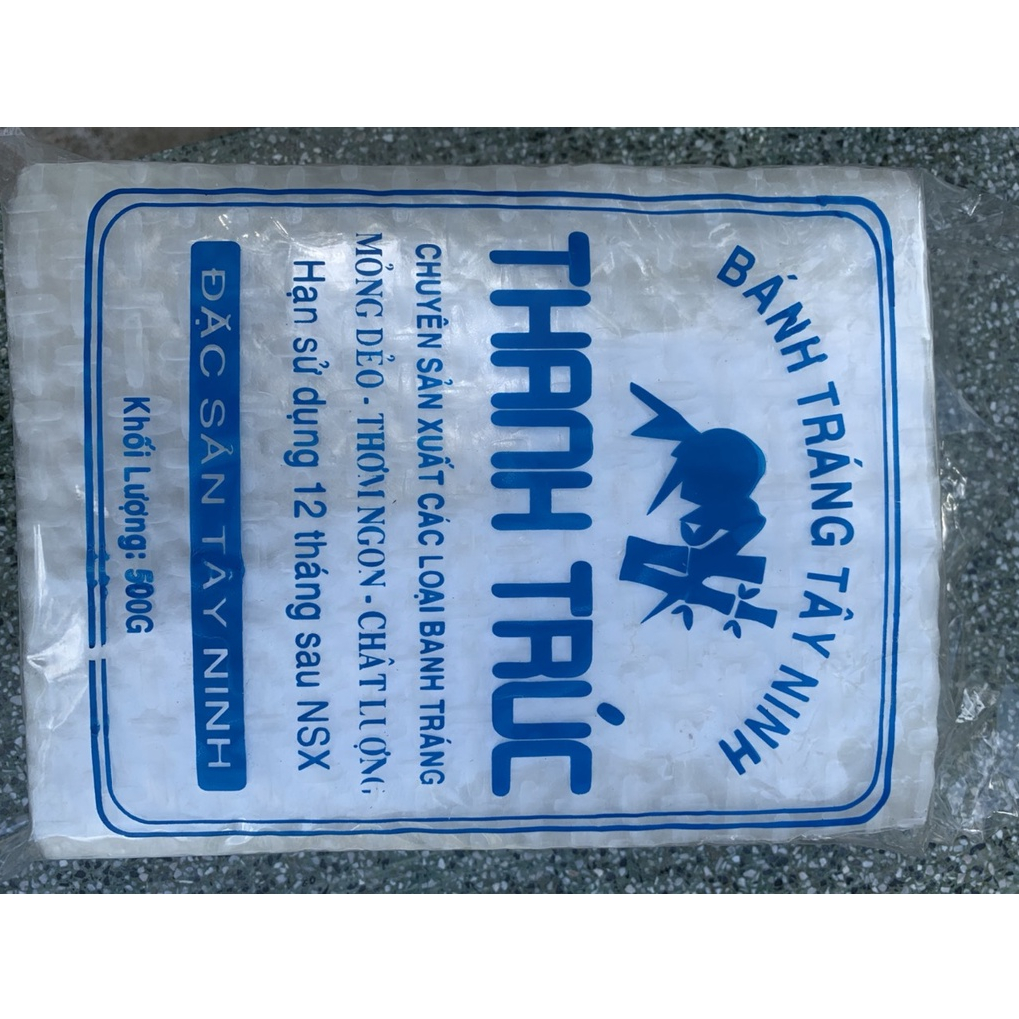 BÁNH TRÁNG TÂY NINH
THANH TRÚC
CHUYÊN SẢN XUẤT CÁC LOẠI BANH TRÁNG
MỎNG DẺO - THƠM NGON - CHẤT LƯỢNG
Hạn sử dụng 12 tháng sau NSX
ĐẶC SẢN TÂY NINH
Khối Lượng: 500G